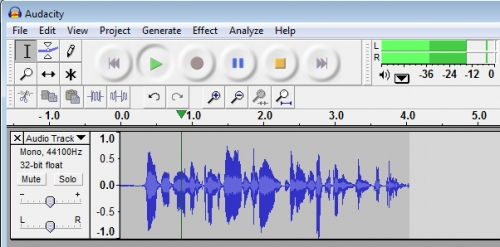 Audacity
File Edit View Project Generate Effect Analyze Help
L
R
-36 -24 -12 0
-1.0 0.0 1.0 2.0 3.0 4.0 5.0
X Audio Track
Mono, 44100Hz
32-bit float
Mute Solo
- +
L R
1.0
0.5
0.0
-0.5
-1.0